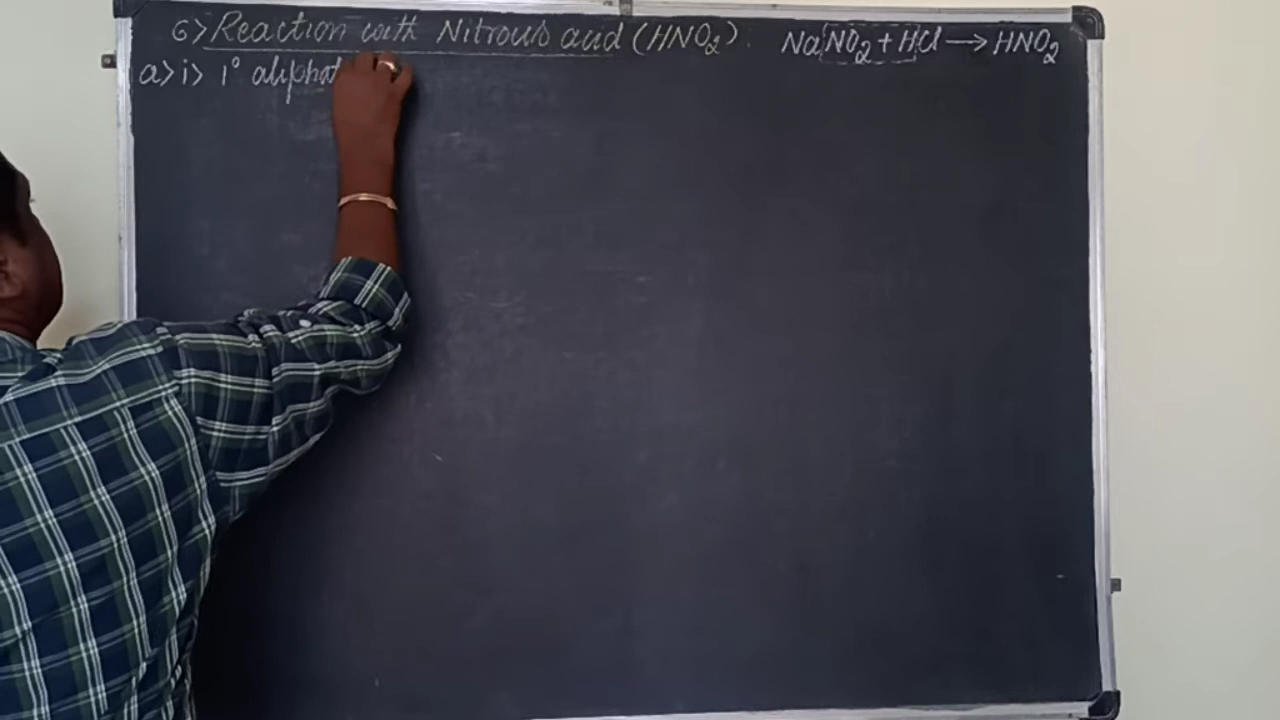 6> Reaction with Nitrous acid (HNO₂): NaNO₂ + HCl → HNO₂
a> i> 1° aliphat